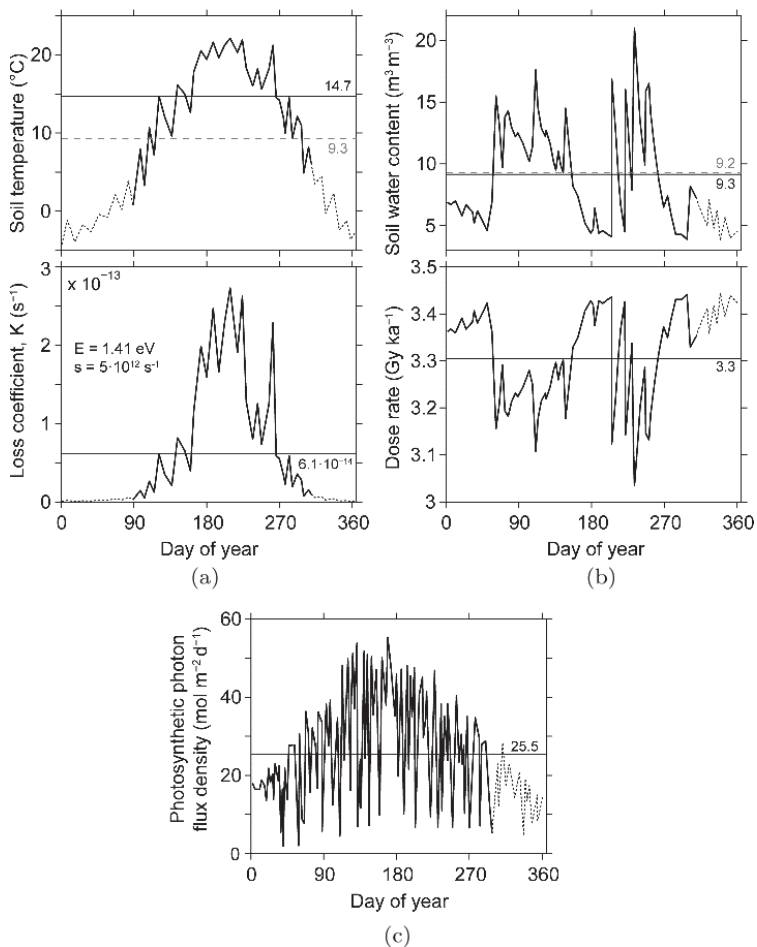 20
10
0
Soil temperature (°C)
14.7
9.3
3
2
1
0
Loss coefficient, K (s⁻¹)
x 10⁻¹³
E = 1.41 eV
s = 5·10¹² s⁻¹
6.1·10⁻¹⁴
0 90 180 270 360
Day of year
(a)
20
15
10
5
Soil water content (m³ m⁻³)
9.2
9.3
3.5
3.4
3.3
3.2
3.1
3
Dose rate (Gy ka⁻¹)
3.3
0 90 180 270 360
Day of year
(b)
60
40
20
0
Photosynthetic photon
flux density (mol m⁻² d⁻¹)
25.5
0 90 180 270 360
Day of year
(c)